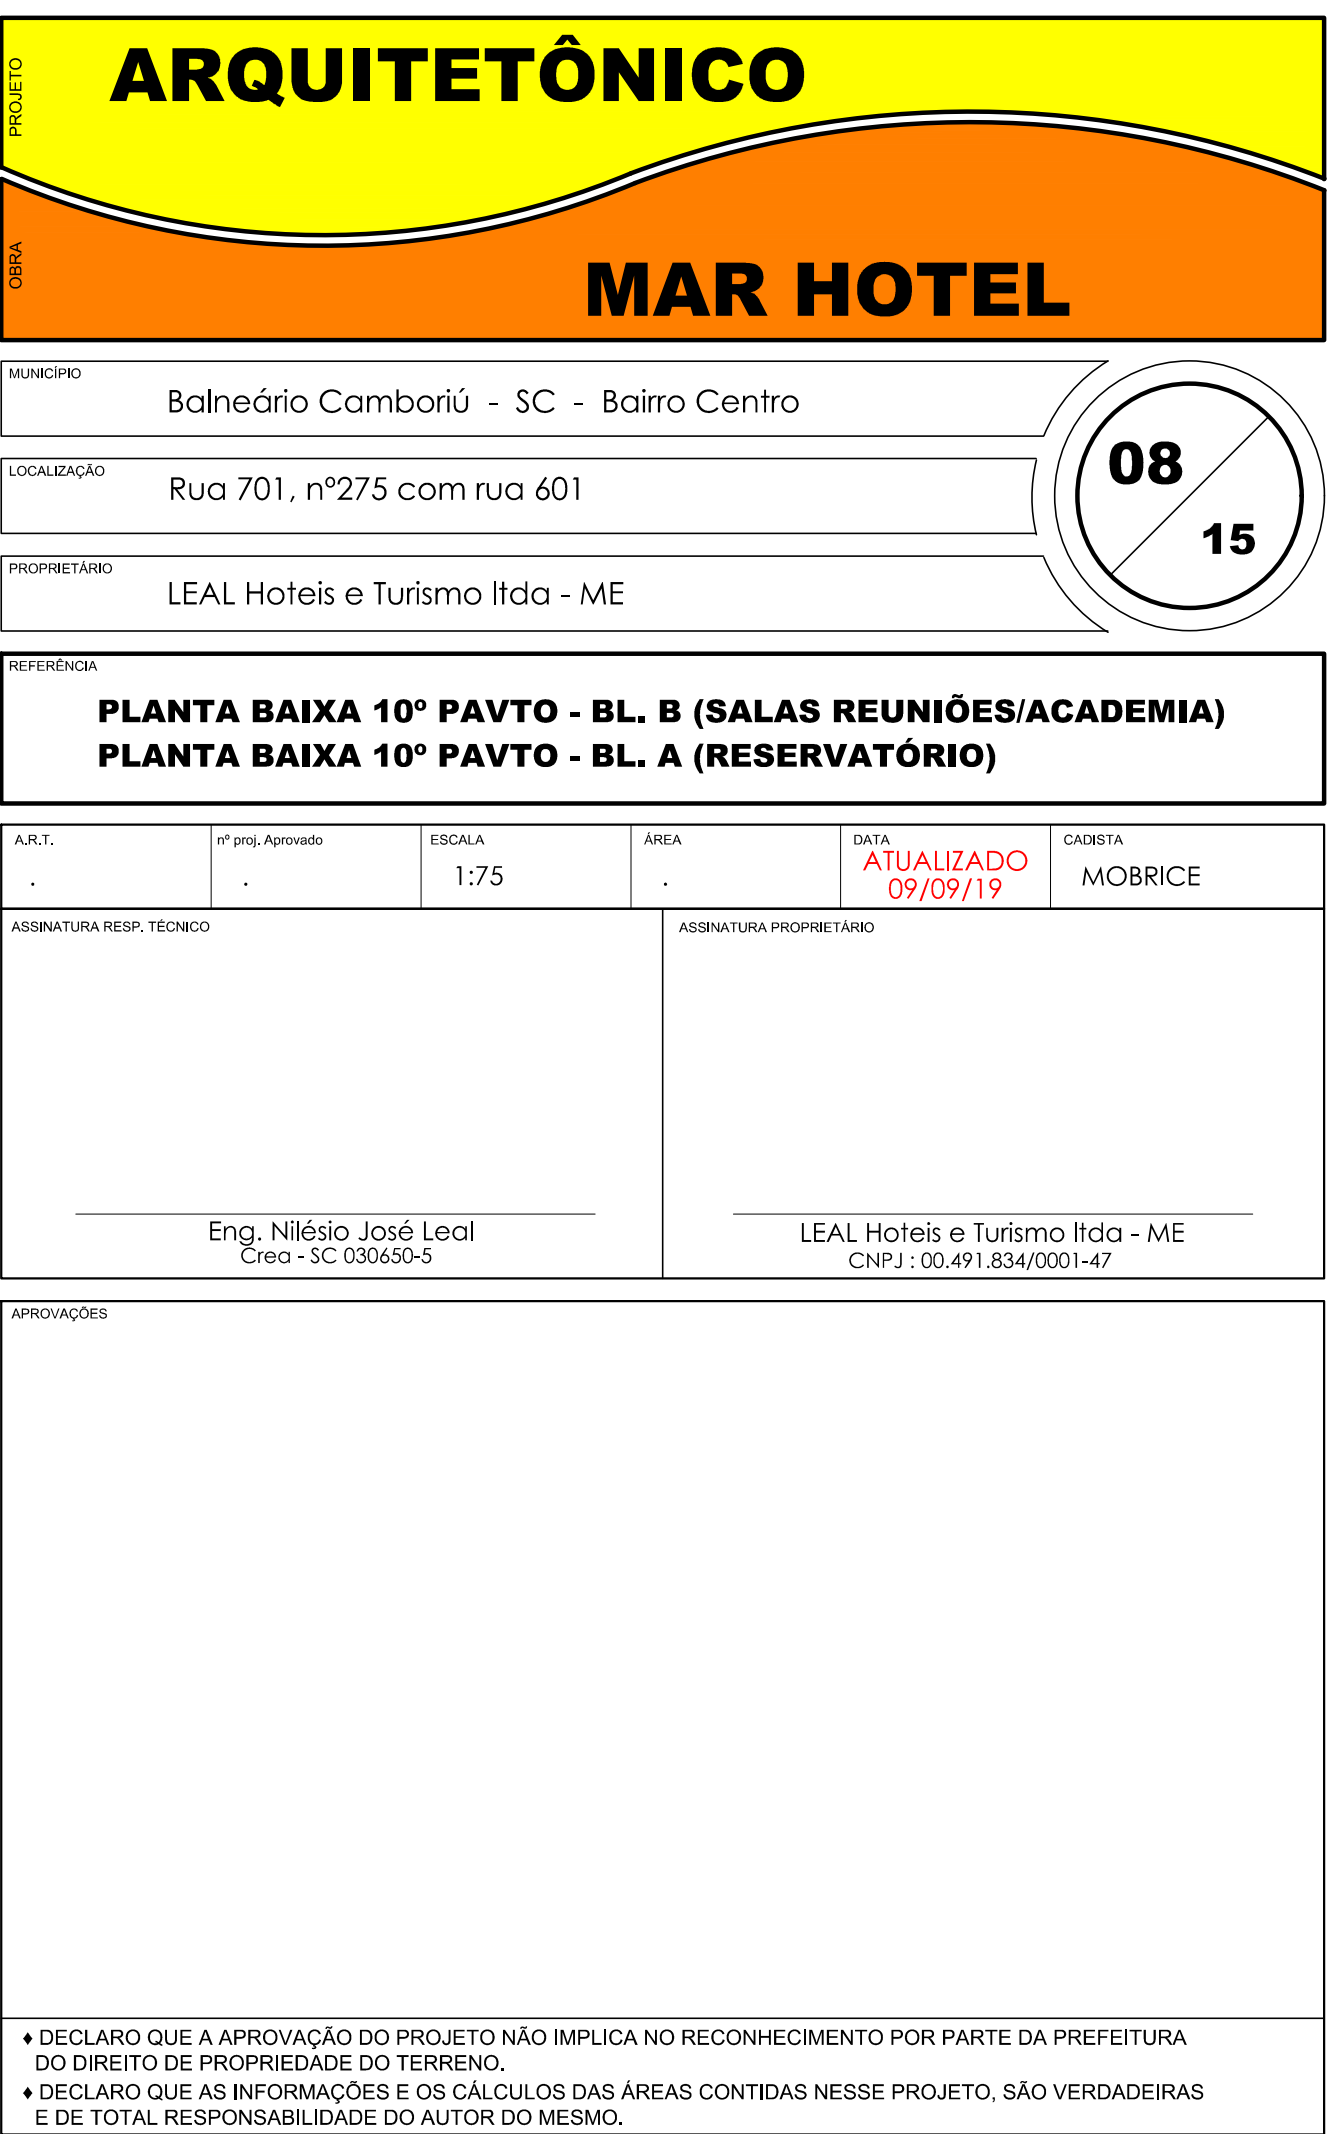 PROJETO
ARQUITETÔNICO
OBRA
MAR HOTEL
MUNICÍPIO
Balneário Camboriú - SC - Bairro Centro
LOCALIZAÇÃO
Rua 701, nº275 com rua 601
PROPRIETÁRIO
LEAL Hoteis e Turismo ltda - ME
08
15
REFERÊNCIA
PLANTA BAIXA 10º PAVTO - BL. B (SALAS REUNIÕES/ACADEMIA)
PLANTA BAIXA 10º PAVTO - BL. A (RESERVATÓRIO)
A.R.T.
.
nº proj. Aprovado
.
ESCALA
1:75
ÁREA
.
DATA
ATUALIZADO
09/09/19
CADISTA
MOBRICE
ASSINATURA RESP. TÉCNICO
Eng. Nilésio José Leal
Crea - SC 030650-5
ASSINATURA PROPRIETÁRIO
LEAL Hoteis e Turismo ltda - ME
CNPJ : 00.491.834/0001-47
APROVAÇÕES
♦ DECLARO QUE A APROVAÇÃO DO PROJETO NÃO IMPLICA NO RECONHECIMENTO POR PARTE DA PREFEITURA
DO DIREITO DE PROPRIEDADE DO TERRENO.
♦ DECLARO QUE AS INFORMAÇÕES E OS CÁLCULOS DAS ÁREAS CONTIDAS NESSE PROJETO, SÃO VERDADEIRAS
E DE TOTAL RESPONSABILIDADE DO AUTOR DO MESMO.